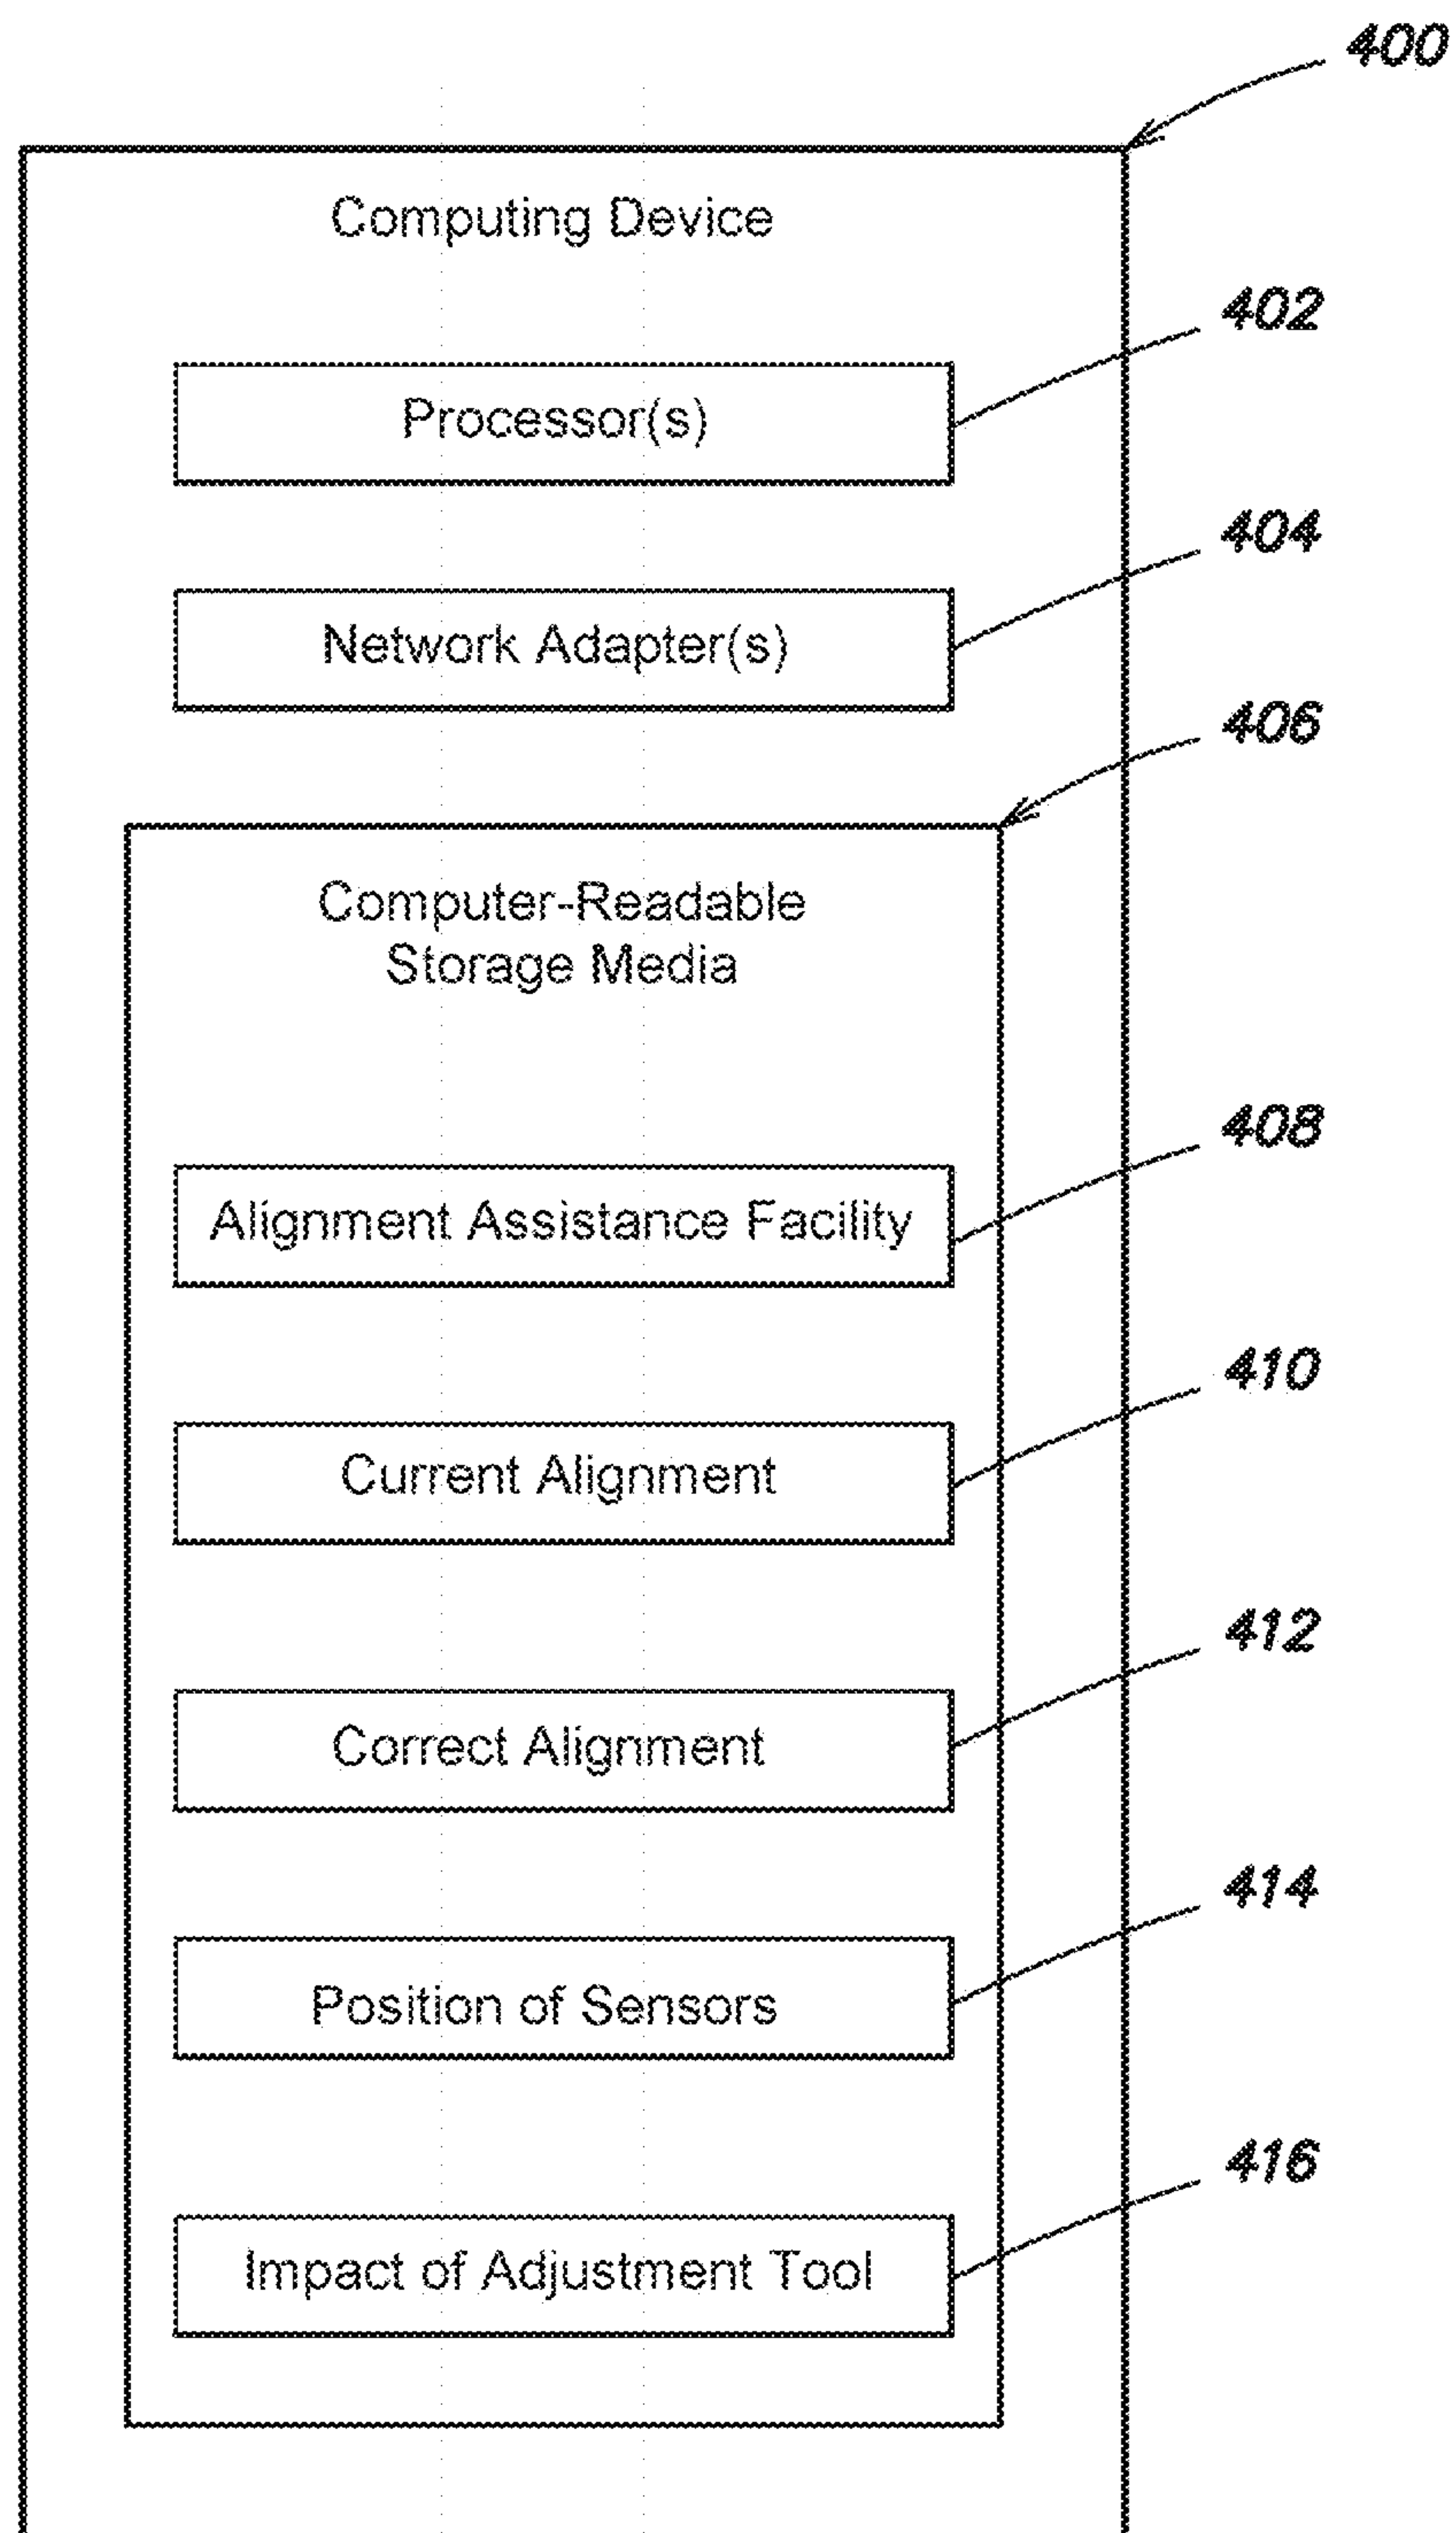 400
Computing Device
402
Processor(s)
404
Network Adapter(s)
406
Computer-Readable
Storage Media
408
Alignment Assistance Facility
410
Current Alignment
412
Correct Alignment
414
Position of Sensors
416
Impact of Adjustment Tool